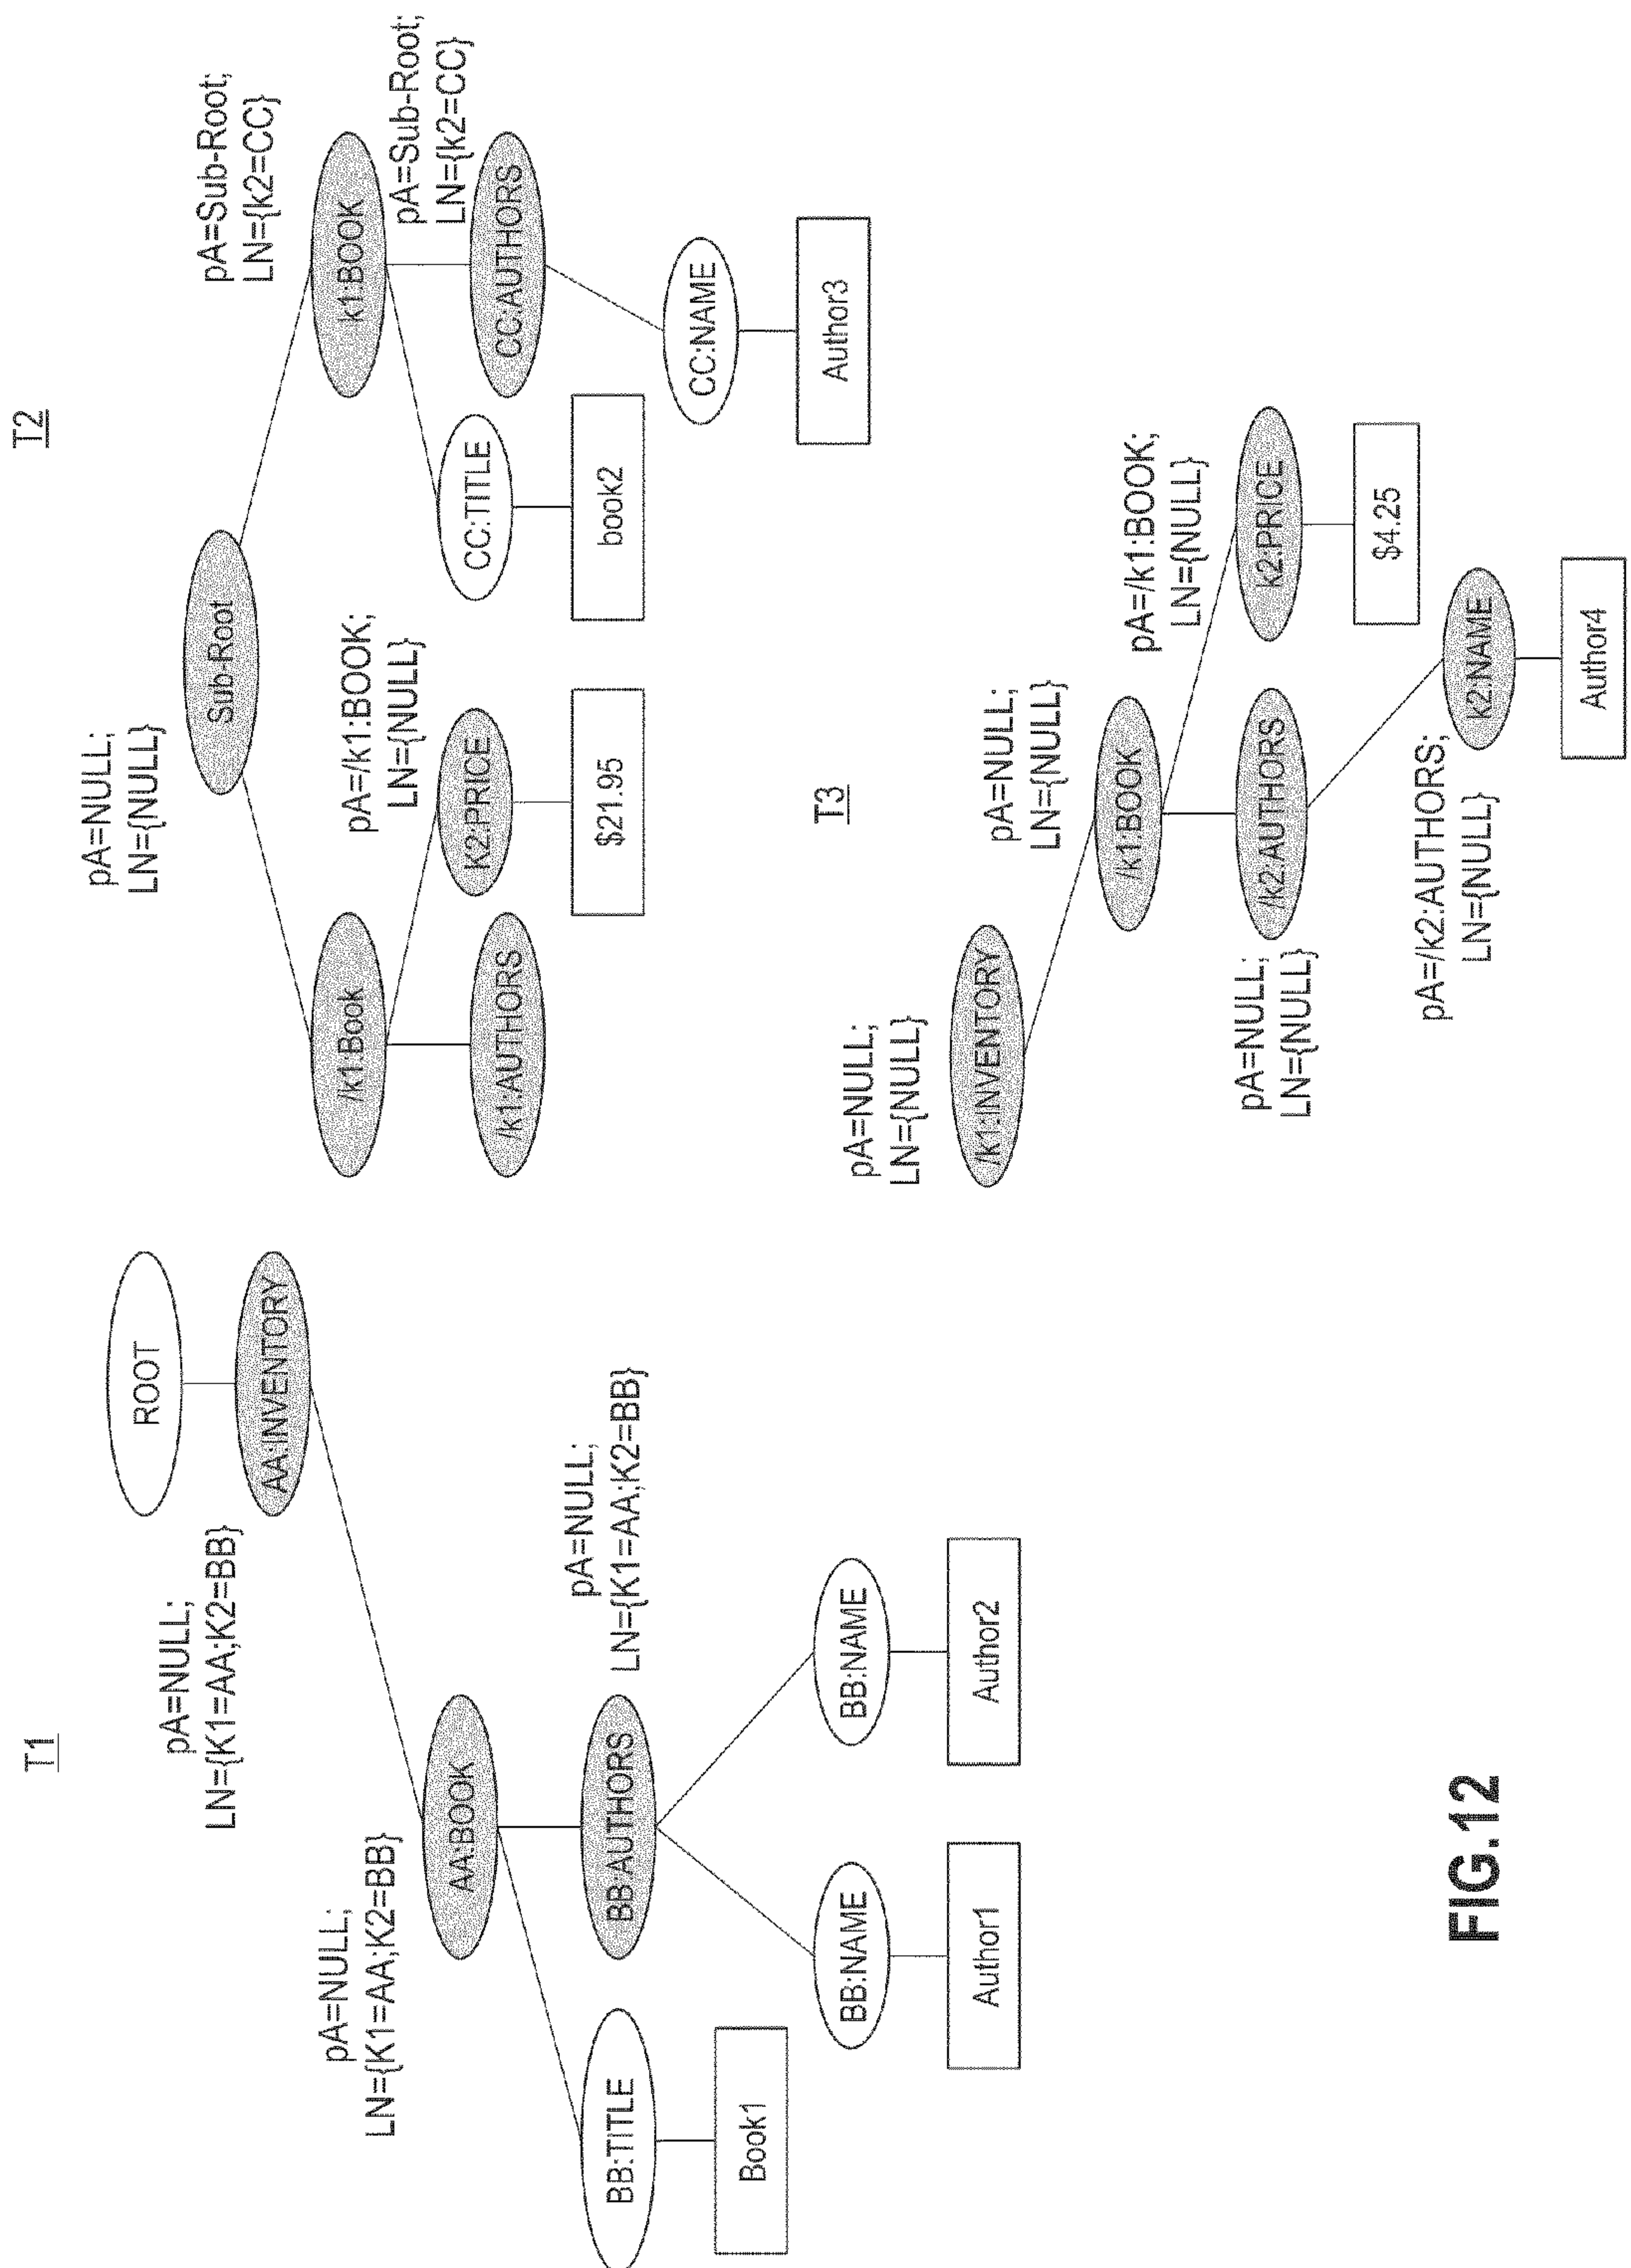 T1
ROOT
pA=NULL;
LN={K1=AA;K2=BB}
AA:INVENTORY
pA=NULL;
LN={K1=AA;K2=BB}
AA:BOOK
pA=NULL;
LN={K1=AA;K2=BB}
BB:TITLE
BB:AUTHORS
Book1
BB:NAME
BB:NAME
Author1
Author2
T2
pA=NULL;
LN={NULL}
Sub-Root
pA=Sub-Root;
LN={k2=CC}
/k1:Book
k1:BOOK
pA=/k1:BOOK;
LN={NULL}
pA=Sub-Root;
LN={k2=CC}
/k1:AUTHORS
K2:PRICE
CC:TITLE
CC:AUTHORS
$21.95
book2
CC:NAME
Author3
T3
pA=NULL;
LN={NULL}
/k1:INVENTORY
pA=NULL;
LN={NULL}
/k1:BOOK
pA=/k1:BOOK;
LN={NULL}
pA=NULL;
LN={NULL}
/k2:AUTHORS
k2:PRICE
$4.25
pA=/k2:AUTHORS;
LN={NULL}
k2:NAME
Author4
FIG.12